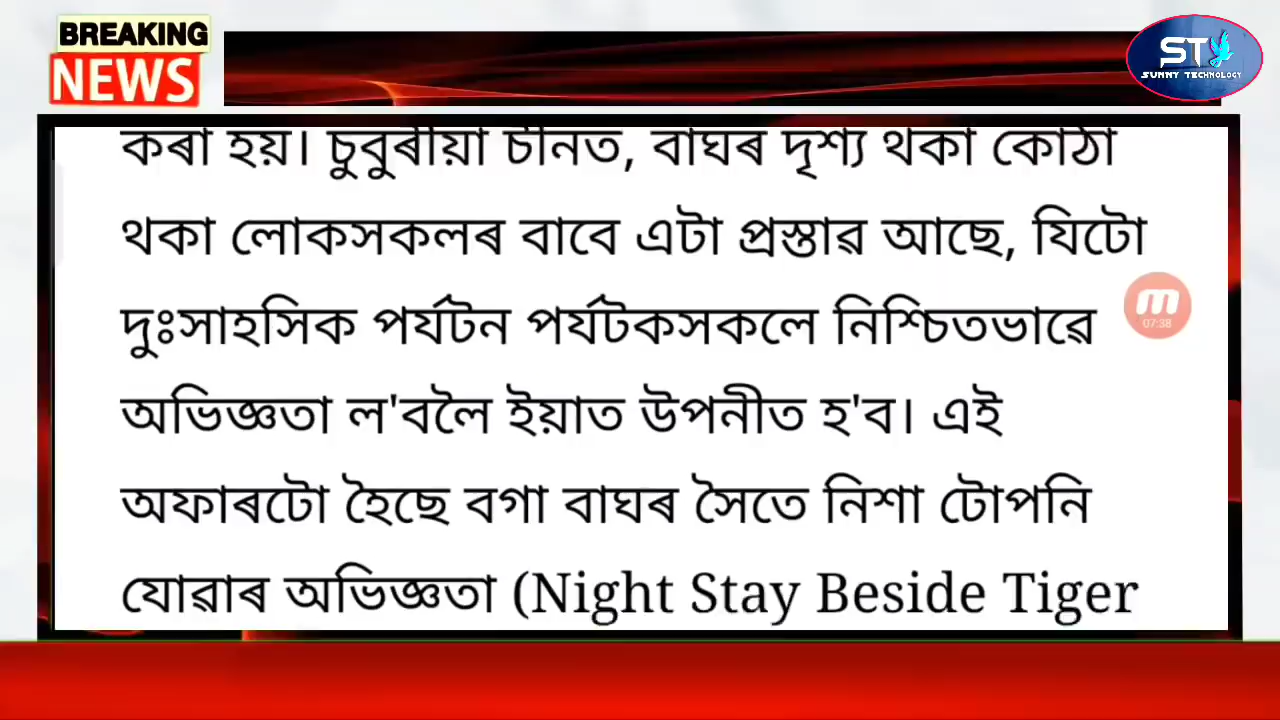 BREAKING
NEWS
ST
SUNNY TECHNOLOGY
কৰা হয়। চুবুৰীয়া চীনত, বাঘৰ দৃশ্য থকা কোঠা
থকা লোকসকলৰ বাবে এটা প্ৰস্তাৱ আছে, যিটো
দুঃসাহসিক পৰ্যটন পৰ্যটকসকলে নিশ্চিতভাৱে
অভিজ্ঞতা ল'বলৈ ইয়াত উপনীত হ'ব। এই
অফাৰটো হৈছে বগা বাঘৰ সৈতে নিশা টোপনি
যোৱাৰ অভিজ্ঞতা (Night Stay Beside Tiger
07:38